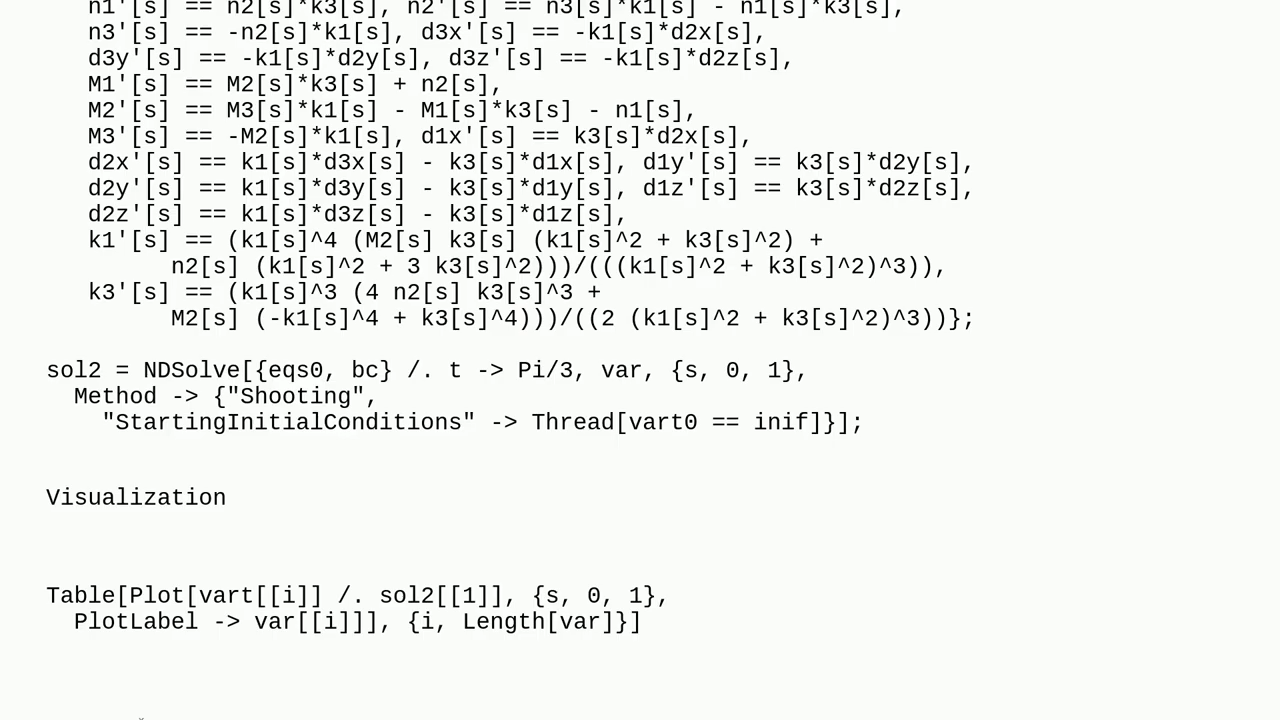 n1'[s] == n2[s]*k3[s], n2'[s] == n3[s]*k1[s] - n1[s]*k3[s],
n3'[s] == -n2[s]*k1[s], d3x'[s] == -k1[s]*d2x[s],
d3y'[s] == -k1[s]*d2y[s], d3z'[s] == -k1[s]*d2z[s],
M1'[s] == M2[s]*k3[s] + n2[s],
M2'[s] == M3[s]*k1[s] - M1[s]*k3[s] - n1[s],
M3'[s] == -M2[s]*k1[s], d1x'[s] == k3[s]*d2x[s],
d2x'[s] == k1[s]*d3x[s] - k3[s]*d1x[s], d1y'[s] == k3[s]*d2y[s],
d2y'[s] == k1[s]*d3y[s] - k3[s]*d1y[s], d1z'[s] == k3[s]*d2z[s],
d2z'[s] == k1[s]*d3z[s] - k3[s]*d1z[s],
k1'[s] == (k1[s]^4 (M2[s] k3[s] (k1[s]^2 + k3[s]^2) +
n2[s] (k1[s]^2 + 3 k3[s]^2)))/(((k1[s]^2 + k3[s]^2)^3)),
k3'[s] == (k1[s]^3 (4 n2[s] k3[s]^3 +
M2[s] (-k1[s]^4 + k3[s]^4)))/((2 (k1[s]^2 + k3[s]^2)^3))};
sol2 = NDSolve[{eqs0, bc} /. t -> Pi/3, var, {s, 0, 1},
Method -> {"Shooting",
"StartingInitialConditions" -> Thread[vart0 == inif]}];
Visualization
Table[Plot[vart[[i]] /. sol2[[1]], {s, 0, 1},
PlotLabel -> var[[i]]], {i, Length[var]}]